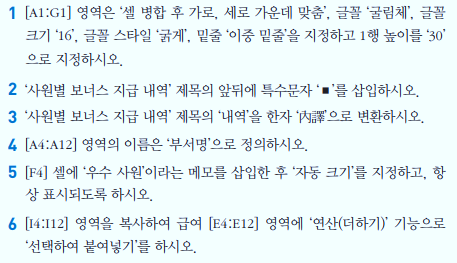 1 [A1:G1] 영역은 '셀 병합 후 가로, 세로 가운데 맞춤', 글꼴 '굴림체', 글꼴
크기 '16', 글꼴 스타일 '굵게', 밑줄 '이중 밑줄'을 지정하고 1행 높이를 '30'
으로 지정하시오.
2 '사원별 보너스 지급 내역' 제목의 앞뒤에 특수문자 '■'를 삽입하시오.
3 '사원별 보너스 지급 내역' 제목의 '내역'을 한자 '內譯'으로 변환하시오.
4 [A4:A12] 영역의 이름은 '부서명'으로 정의하시오.
5 [F4] 셀에 '우수 사원'이라는 메모를 삽입한 후 '자동 크기'를 지정하고, 항
상 표시되도록 하시오.
6 [I4:I12] 영역을 복사하여 급여 [E4:E12] 영역에 '연산(더하기)' 기능으로
'선택하여 붙여넣기'를 하시오.